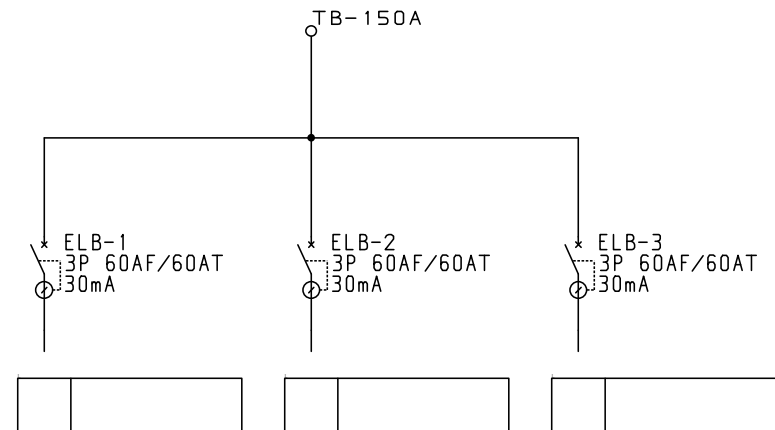 TB-150A
ELB-1
3P 60AF/60AT
30mA
ELB-2
3P 60AF/60AT
30mA
ELB-3
3P 60AF/60AT
30mA